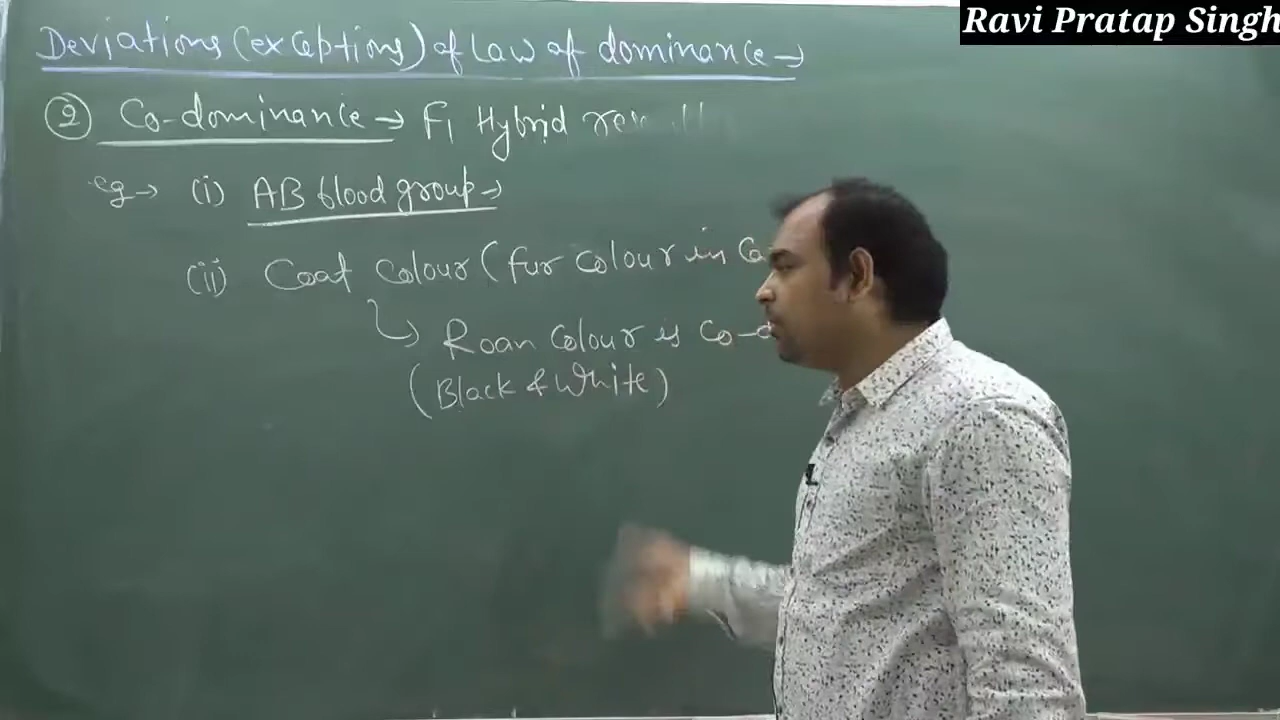 Ravi Pratap Singh
Deviations (exceptions) of Law of dominance →
② Co-dominance → F1 Hybrid
eg → (i) AB blood group →
(ii) Coat Colour (fur colour in
Roan Colour is Co-d
(Black & White)